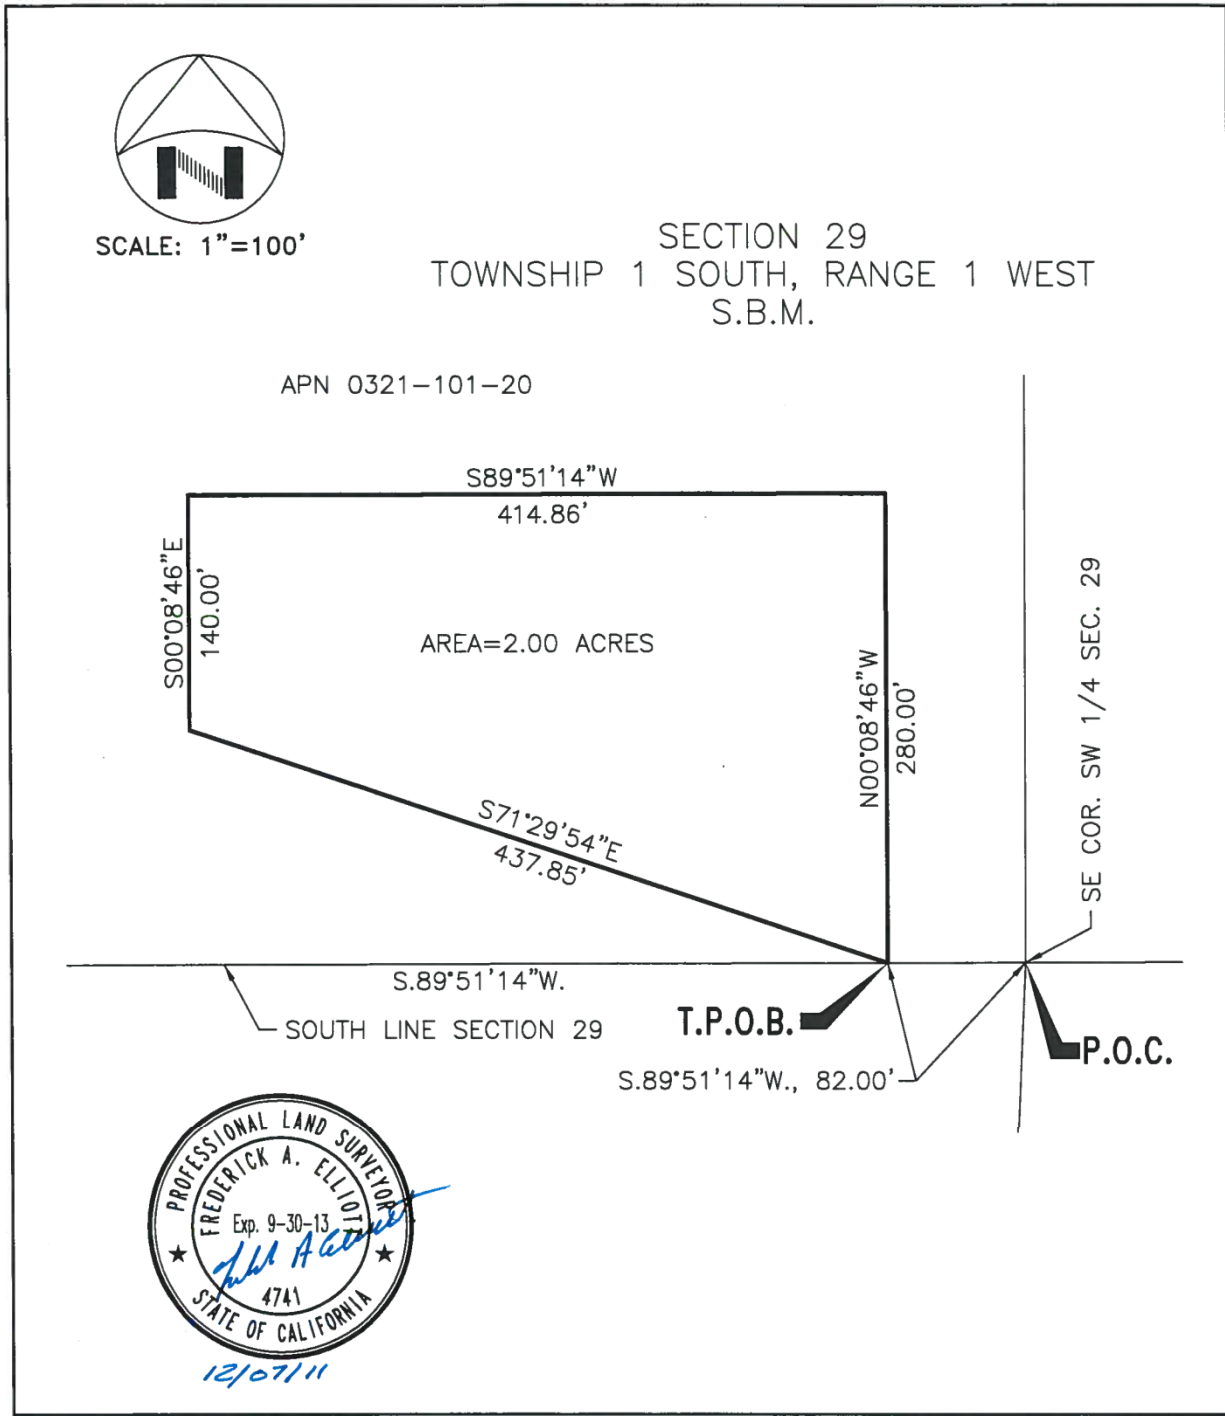 N
SCALE: 1"=100'
SECTION 29
TOWNSHIP 1 SOUTH, RANGE 1 WEST
S.B.M.
APN 0321-101-20
S89°51'14"W
414.86'
S00°08'46"E
140.00'
AREA=2.00 ACRES
N00°08'46"W
280.00'
SE COR. SW 1/4 SEC. 29
S71°29'54"E
437.85'
S.89°51'14"W.
SOUTH LINE SECTION 29
T.P.O.B.
P.O.C.
S.89°51'14"W., 82.00'
PROFESSIONAL LAND SURVEYOR
FREDERICK A. ELLIOTT
Exp. 9-30-13
4741
STATE OF CALIFORNIA
12/07/11